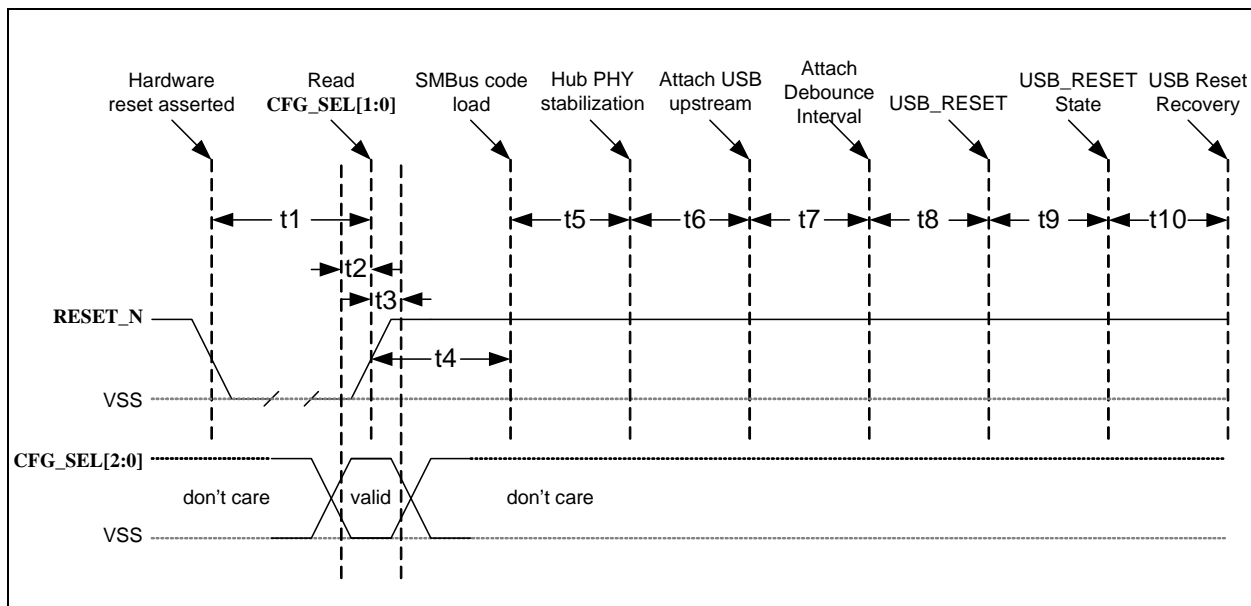 Hardware
reset asserted
Read
CFG_SEL[1:0]
SMBus code
load
Hub PHY
stabilization
Attach USB
upstream
Attach
Debounce
Interval
USB_RESET
USB_RESET
State
USB Reset
Recovery
t1
t5
t6
t7
t8
t9
t10
t2
t3
RESET_N
t4
VSS
CFG_SEL[2:0]
don't care
valid
don't care
VSS